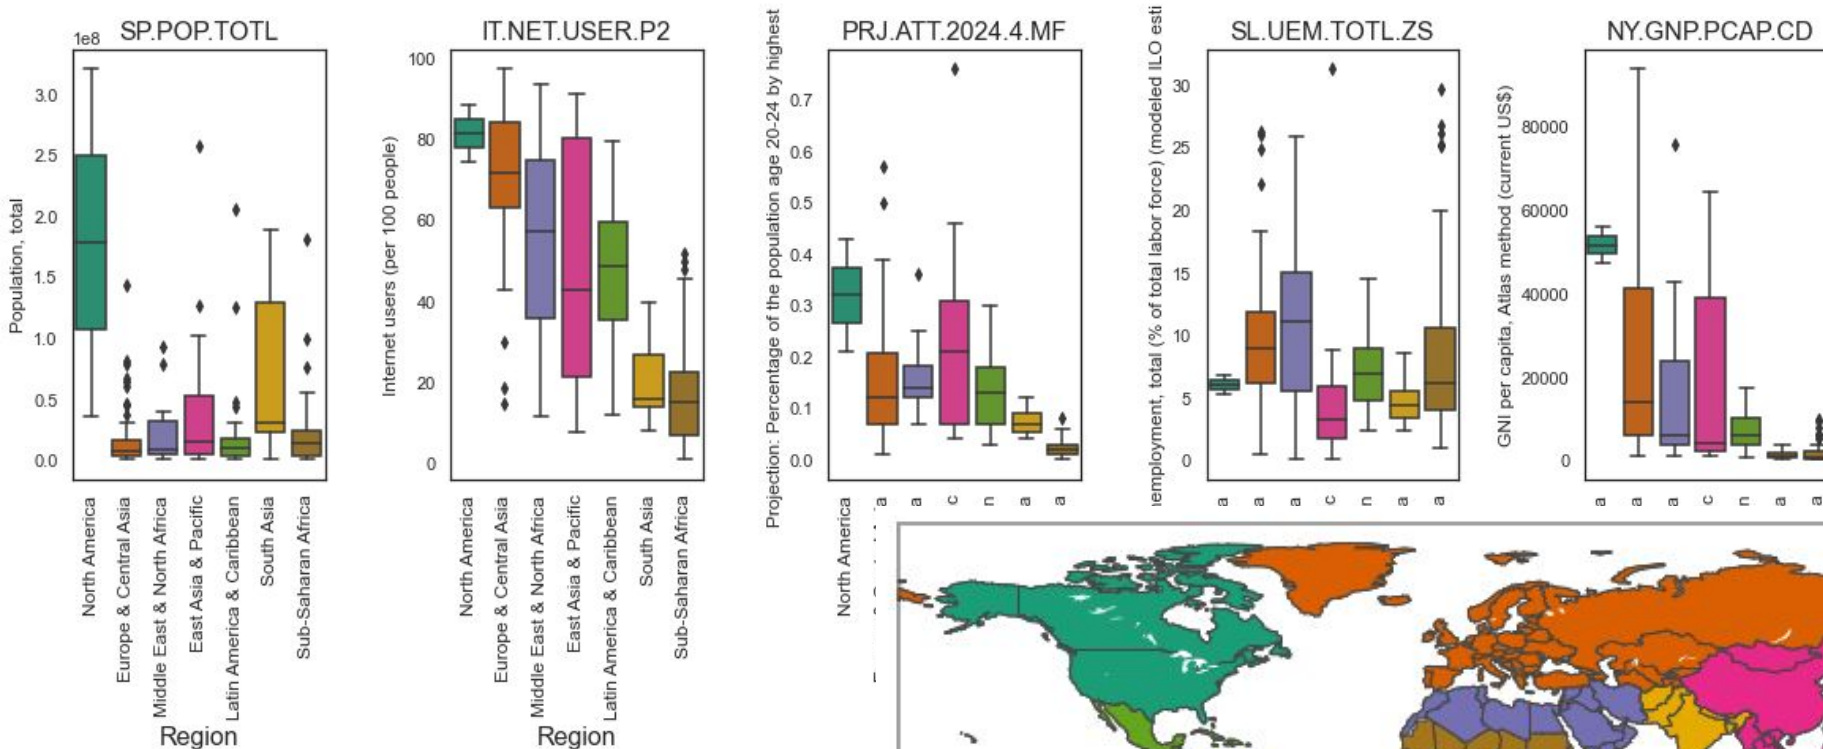 SP.POP.TOTL
1e8
Population, total
3.0
2.5
2.0
1.5
1.0
0.5
0.0
North America
Europe & Central Asia
Middle East & North Africa
East Asia & Pacific
Latin America & Caribbean
South Asia
Sub-Saharan Africa
Region
IT.NET.USER.P2
Internet users (per 100 people)
100
80
60
40
20
0
North America
Europe & Central Asia
Middle East & North Africa
East Asia & Pacific
Latin America & Caribbean
South Asia
Sub-Saharan Africa
Region
PRJ.ATT.2024.4.MF
Projection: Percentage of the population age 20-24 by highest
0.7
0.6
0.5
0.4
0.3
0.2
0.1
0.0
North America
a
a
c
n
a
a
SL.UEM.TOTL.ZS
nemployment, total (% of total labor force) (modeled ILO esti
30
25
20
15
10
5
0
a
a
a
c
n
a
a
NY.GNP.PCAP.CD
GNI per capita, Atlas method (current US$)
80000
60000
40000
20000
0
a
a
a
c
n
a
a